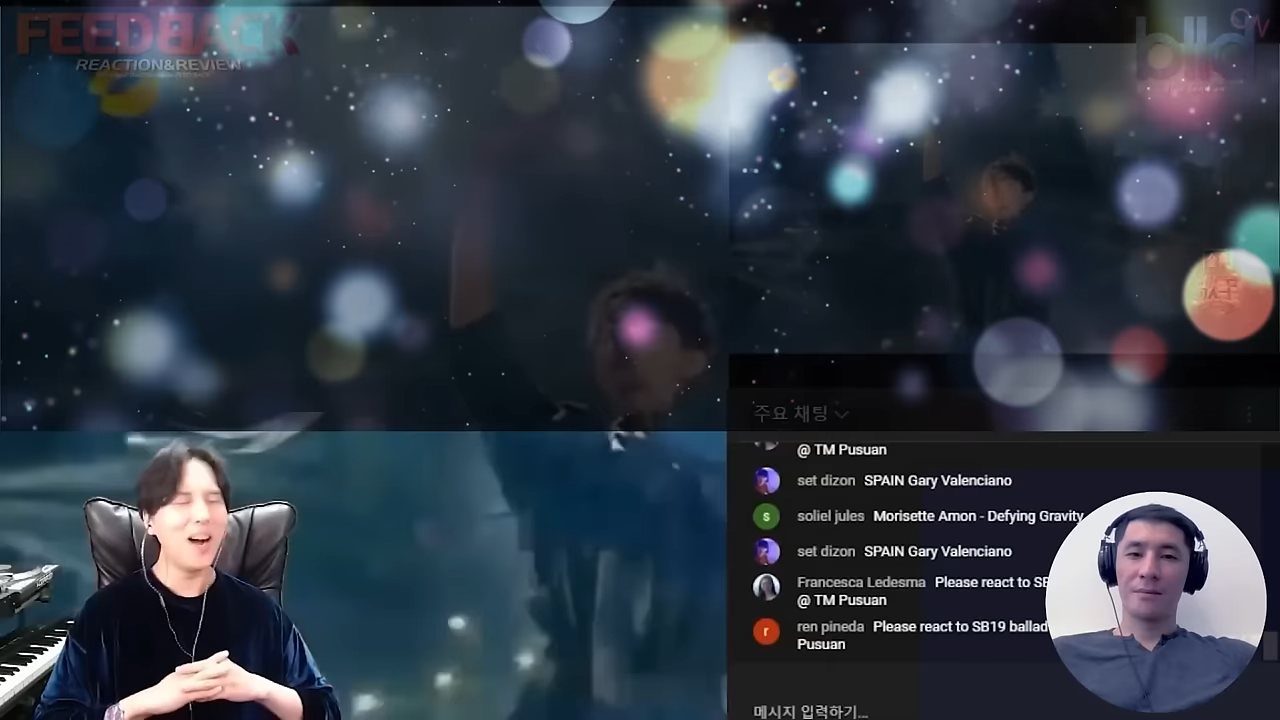 FEEDBACK
REACTION&REVIEW
주요 채팅
@ TM Pusuan
set dizon SPAIN Gary Valenciano
s soliel jules Morisette Amon - Defying Gravity
set dizon SPAIN Gary Valenciano
Francesca Ledesma Please react to SB
@ TM Pusuan
r ren pineda Please react to SB19 ballad
Pusuan
메시지 입력하기...